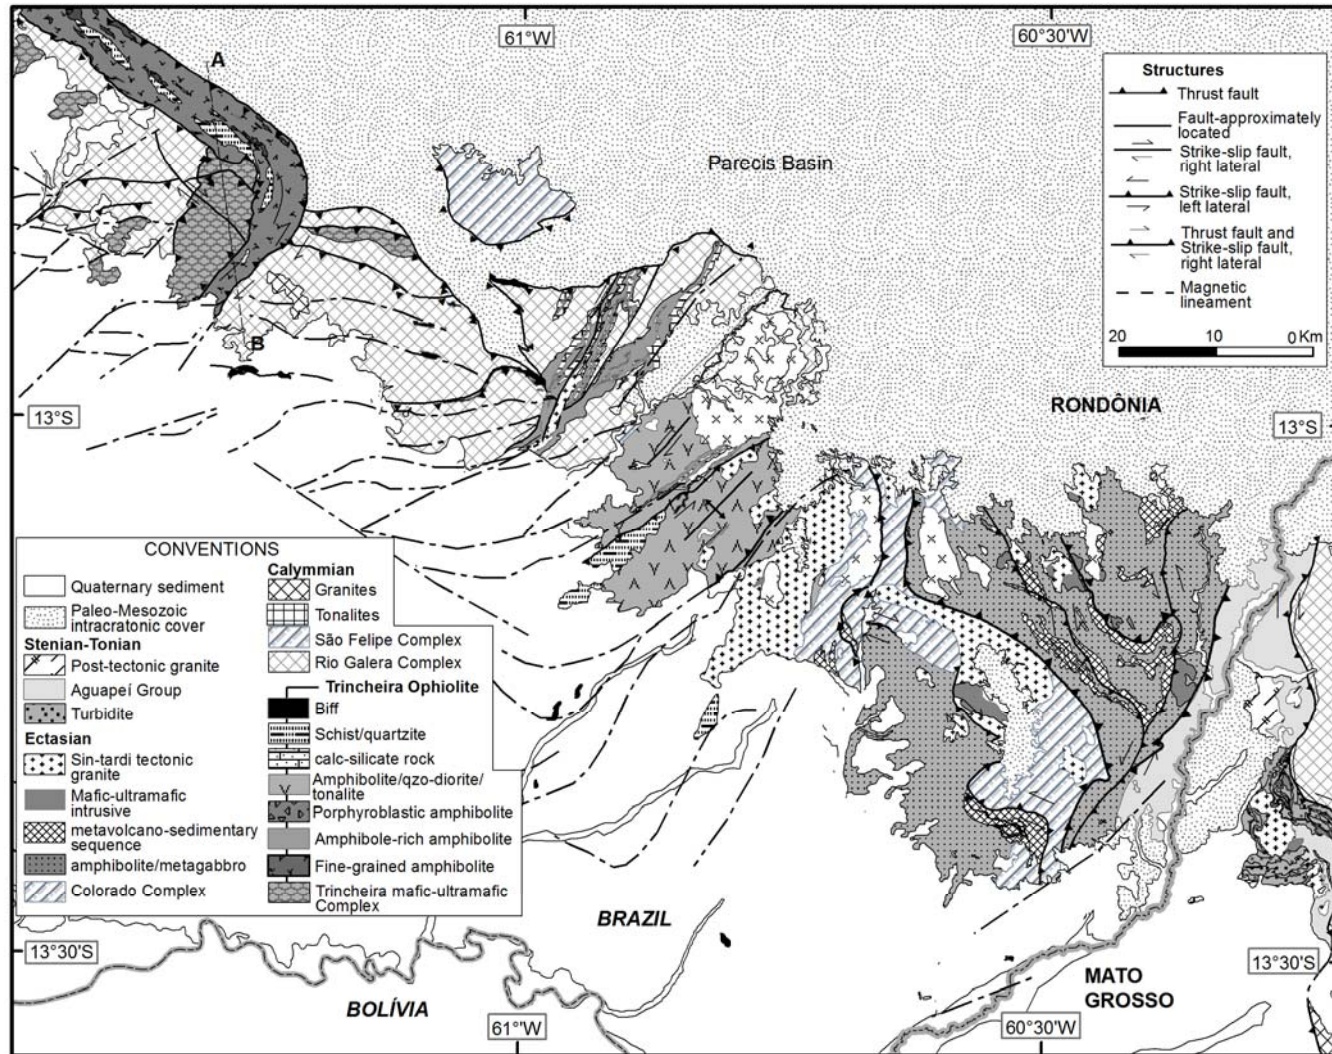 61°W
60°30'W
A
Parecis Basin
Structures
Thrust fault
Fault-approximately
located
Strike-slip fault,
right lateral
Strike-slip fault,
left lateral
Thrust fault and
Strike-slip fault,
right lateral
Magnetic
lineament
20
10
0 Km
B
13°S
RONDÔNIA
13°S
CONVENTIONS
Quaternary sediment
Paleo-Mesozoic
intracratonic cover
Stenian-Tonian
Post-tectonic granite
Aguapeí Group
Turbidite
Ectasian
Sin-tardi tectonic
granite
Mafic-ultramafic
intrusive
metavolcano-sedimentary
sequence
amphibolite/metagabbro
Colorado Complex
Calymmian
Granites
Tonalites
São Felipe Complex
Rio Galera Complex
Trincheira Ophiolite
Biff
Schist/quartzite
calc-silicate rock
Amphibolite/qzo-diorite/
tonalite
Porphyroblastic amphibolite
Amphibole-rich amphibolite
Fine-grained amphibolite
Trincheira mafic-ultramafic
Complex
BRAZIL
13°30'S
13°30'S
MATO
GROSSO
BOLÍVIA
61°'W
60°30'W